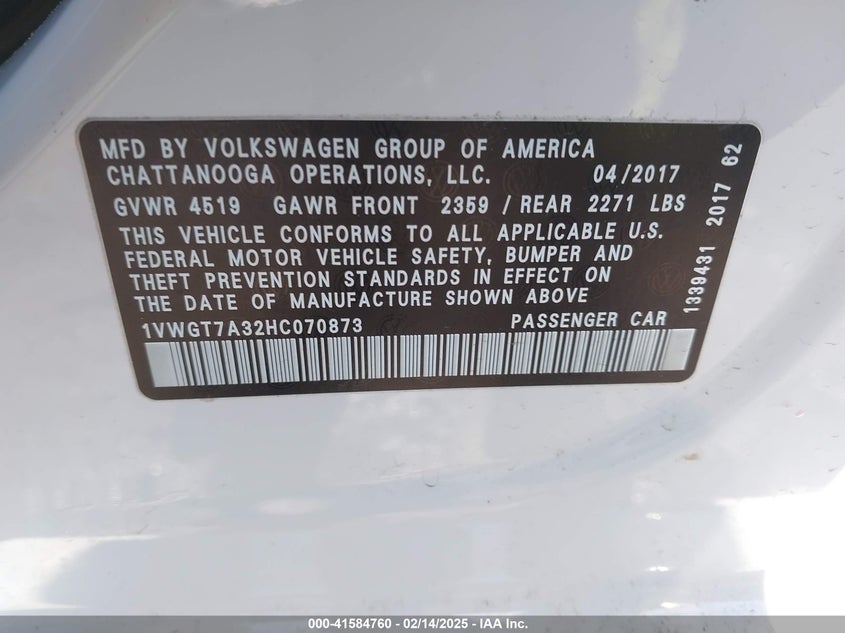 MFD BY VOLKSWAGEN GROUP OF AMERICA
CHATTANOOGA OPERATIONS, LLC. 04/2017
GVWR 4519 GAWR FRONT 2359 / REAR 2271 LBS
THIS VEHICLE CONFORMS TO ALL APPLICABLE U.S.
FEDERAL MOTOR VEHICLE SAFETY, BUMPER AND
THEFT PREVENTION STANDARDS IN EFFECT ON
THE DATE OF MANUFACTURE SHOWN ABOVE
1VWGT7A32HC070873 PASSENGER CAR
1339431 2017 62
000-41584760 - 02/14/2025 - IAA Inc.